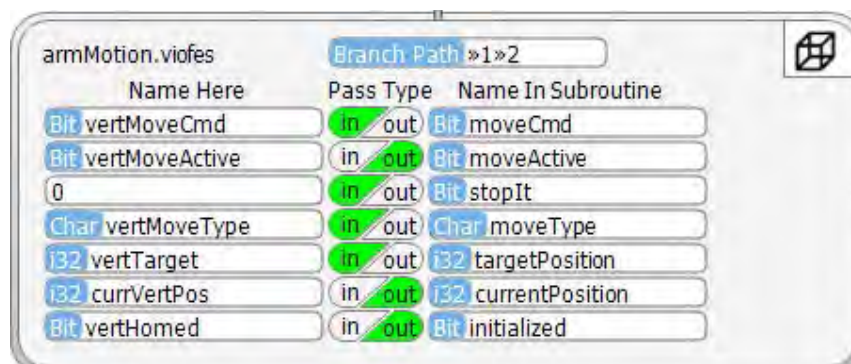 armMotion.viofes Branch Path »1»2
Name Here Pass Type Name In Subroutine
Bit vertMoveCmd in out Bit moveCmd
Bit vertMoveActive in out Bit moveActive
0 in out Bit stopIt
Char vertMoveType in out Char moveType
i32 vertTarget in out i32 targetPosition
i32 currVertPos in out i32 currentPosition
Bit vertHomed in out Bit initialized